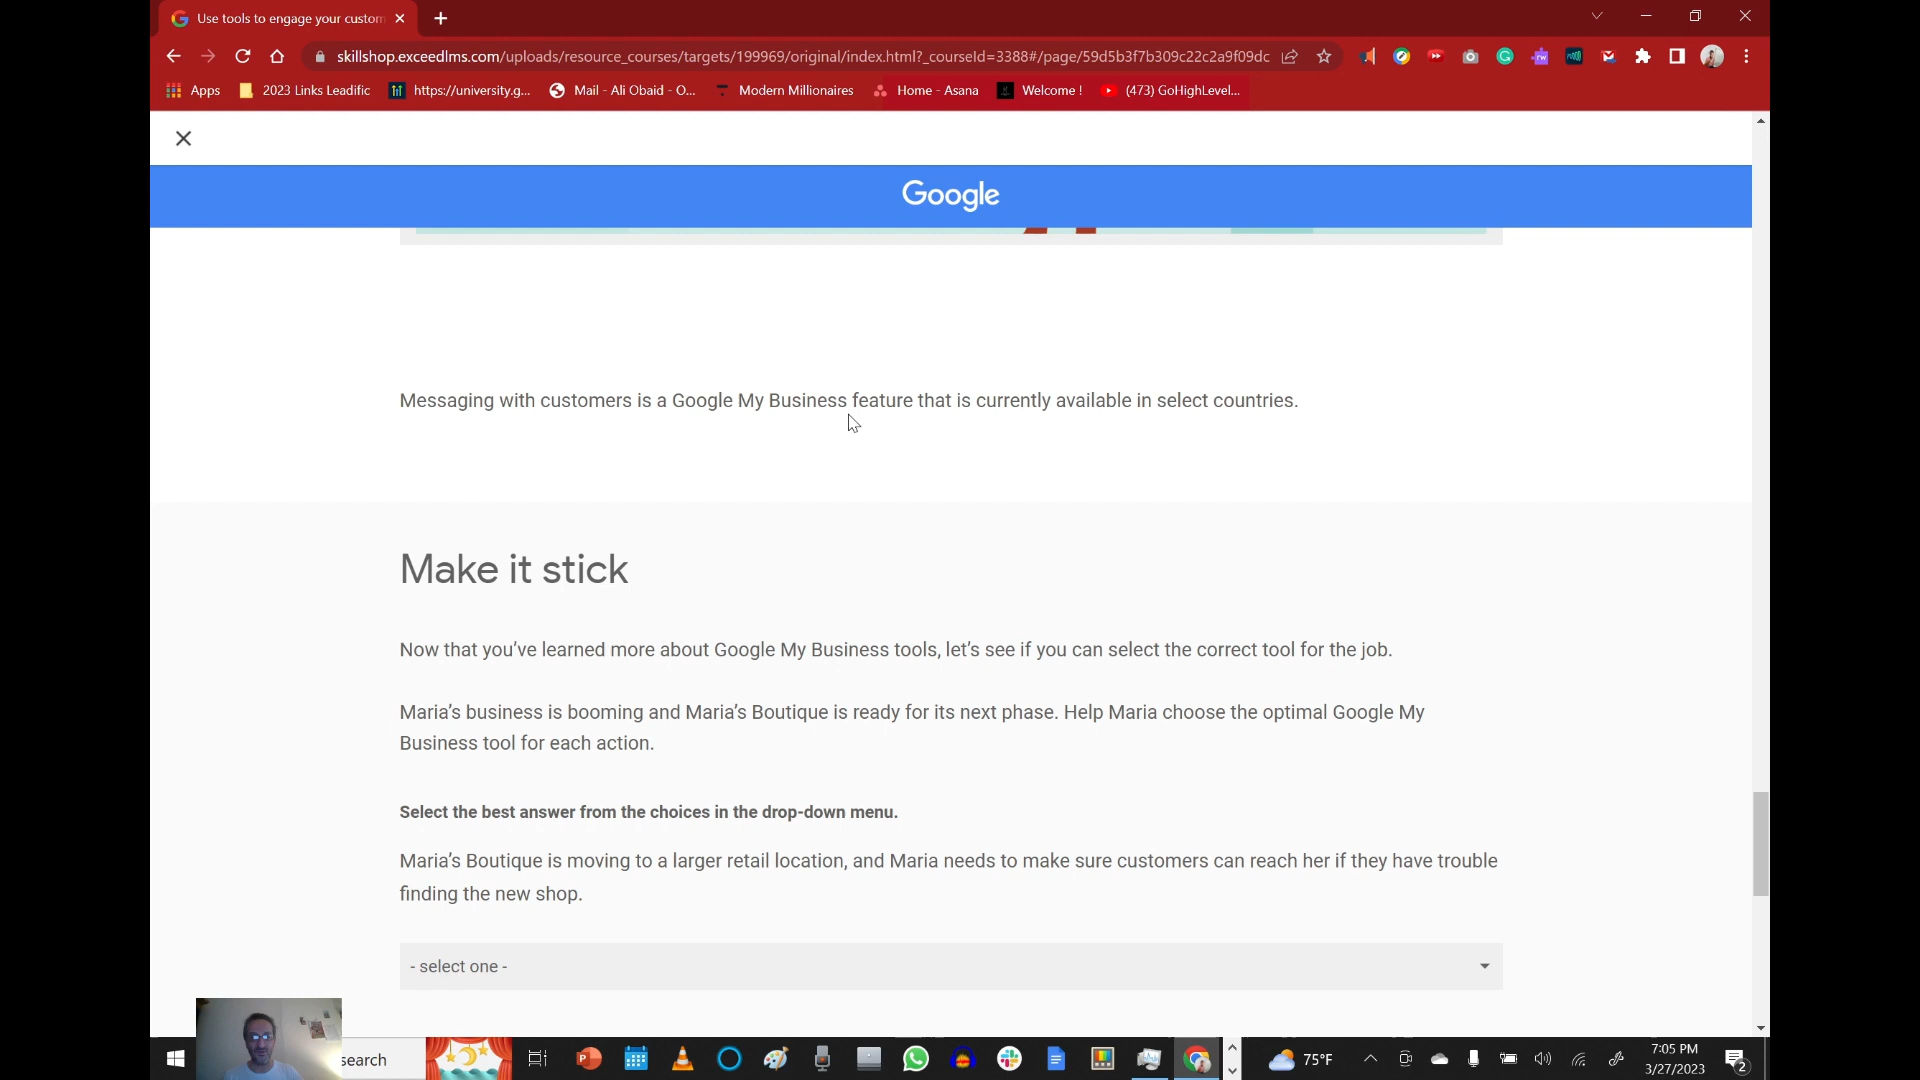 Use tools to engage your custom
skillshop.exceedlms.com/uploads/resource_courses/targets/199969/original/index.html?_courseId=3388#/page/59d5b3f7b309c22c2a9f09dc
Apps 2023 Links Leadific https://university.g... Mail - Ali Obaid - O... Modern Millionaires Home - Asana Welcome ! (473) GoHighLevel...
Google
Messaging with customers is a Google My Business feature that is currently available in select countries.
Make it stick
Now that you’ve learned more about Google My Business tools, let’s see if you can select the correct tool for the job.
Maria’s business is booming and Maria’s Boutique is ready for its next phase. Help Maria choose the optimal Google My
Business tool for each action.
Select the best answer from the choices in the drop-down menu.
Maria’s Boutique is moving to a larger retail location, and Maria needs to make sure customers can reach her if they have trouble
finding the new shop.
- select one -
search
75°F
7:05 PM
3/27/2023
2